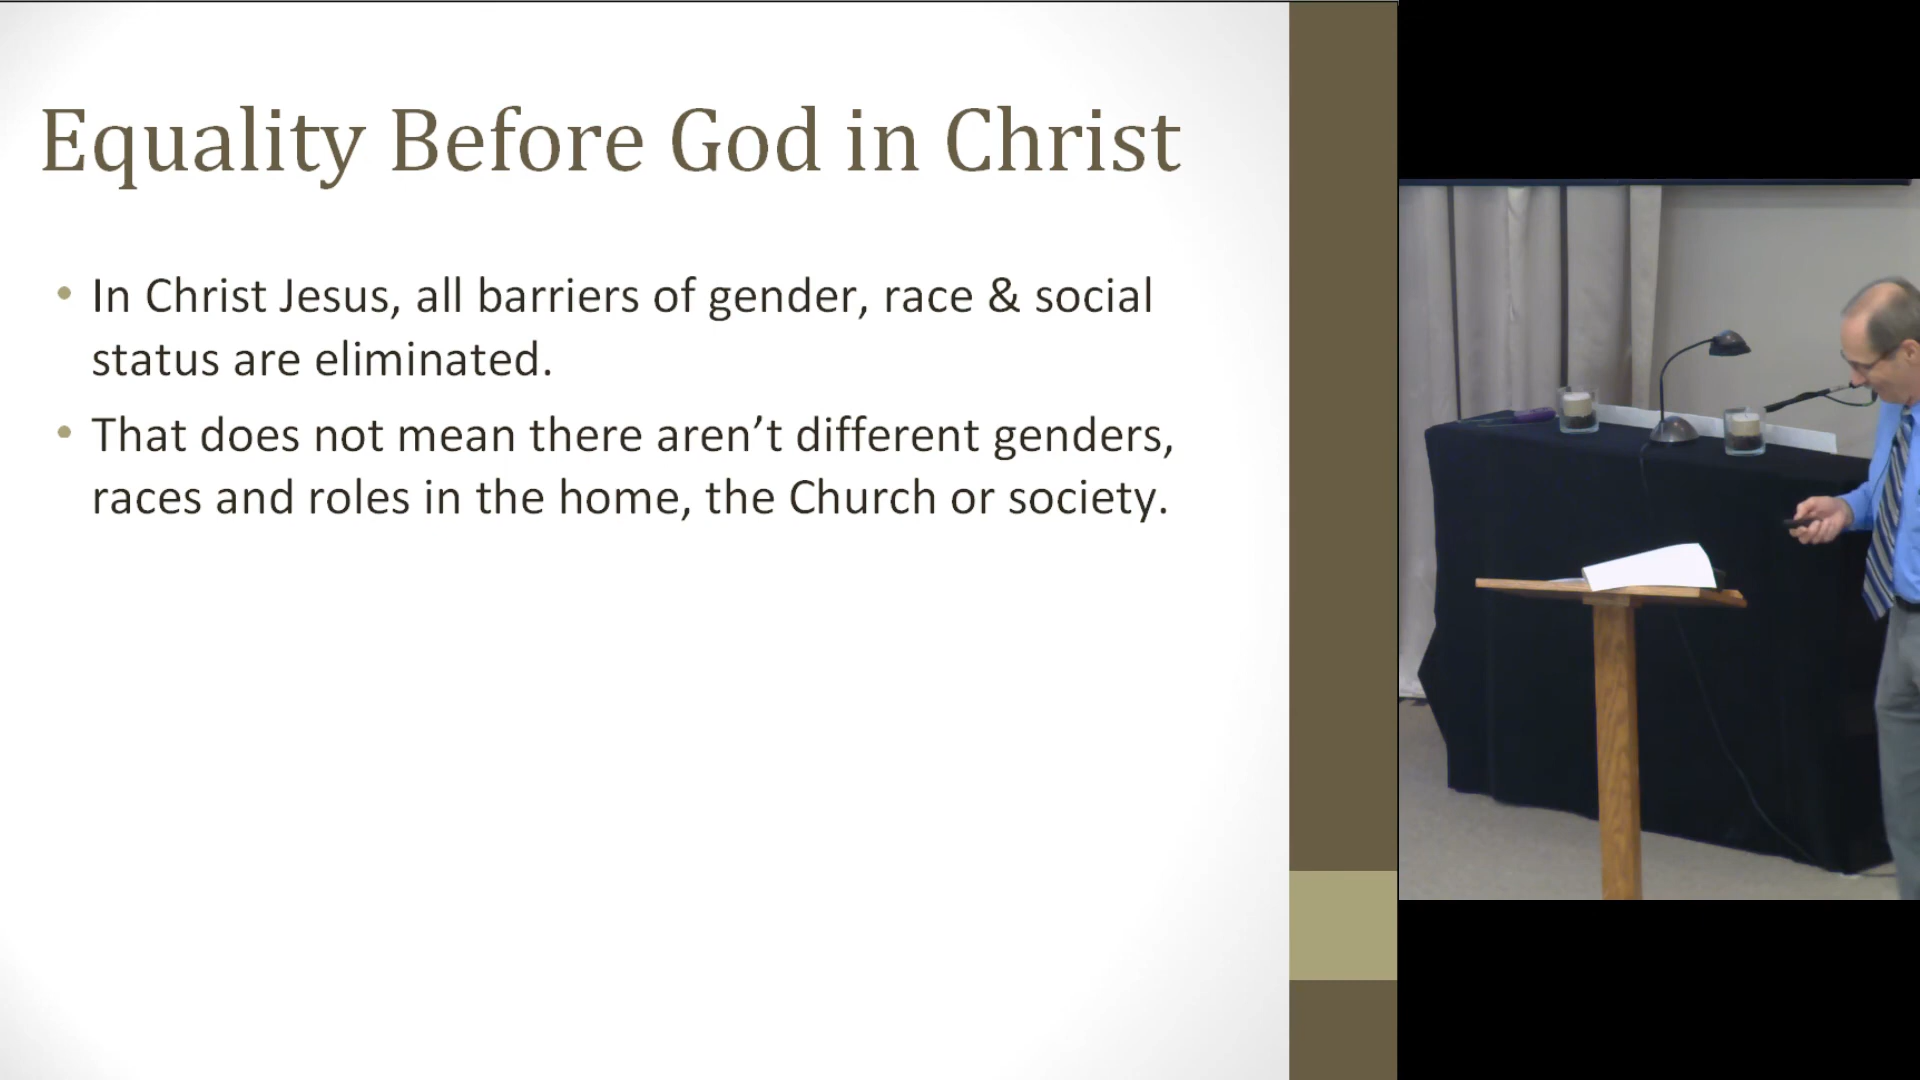 Equality Before God in Christ
• In Christ Jesus, all barriers of gender, race & social
status are eliminated.
• That does not mean there aren’t different genders,
races and roles in the home, the Church or society.